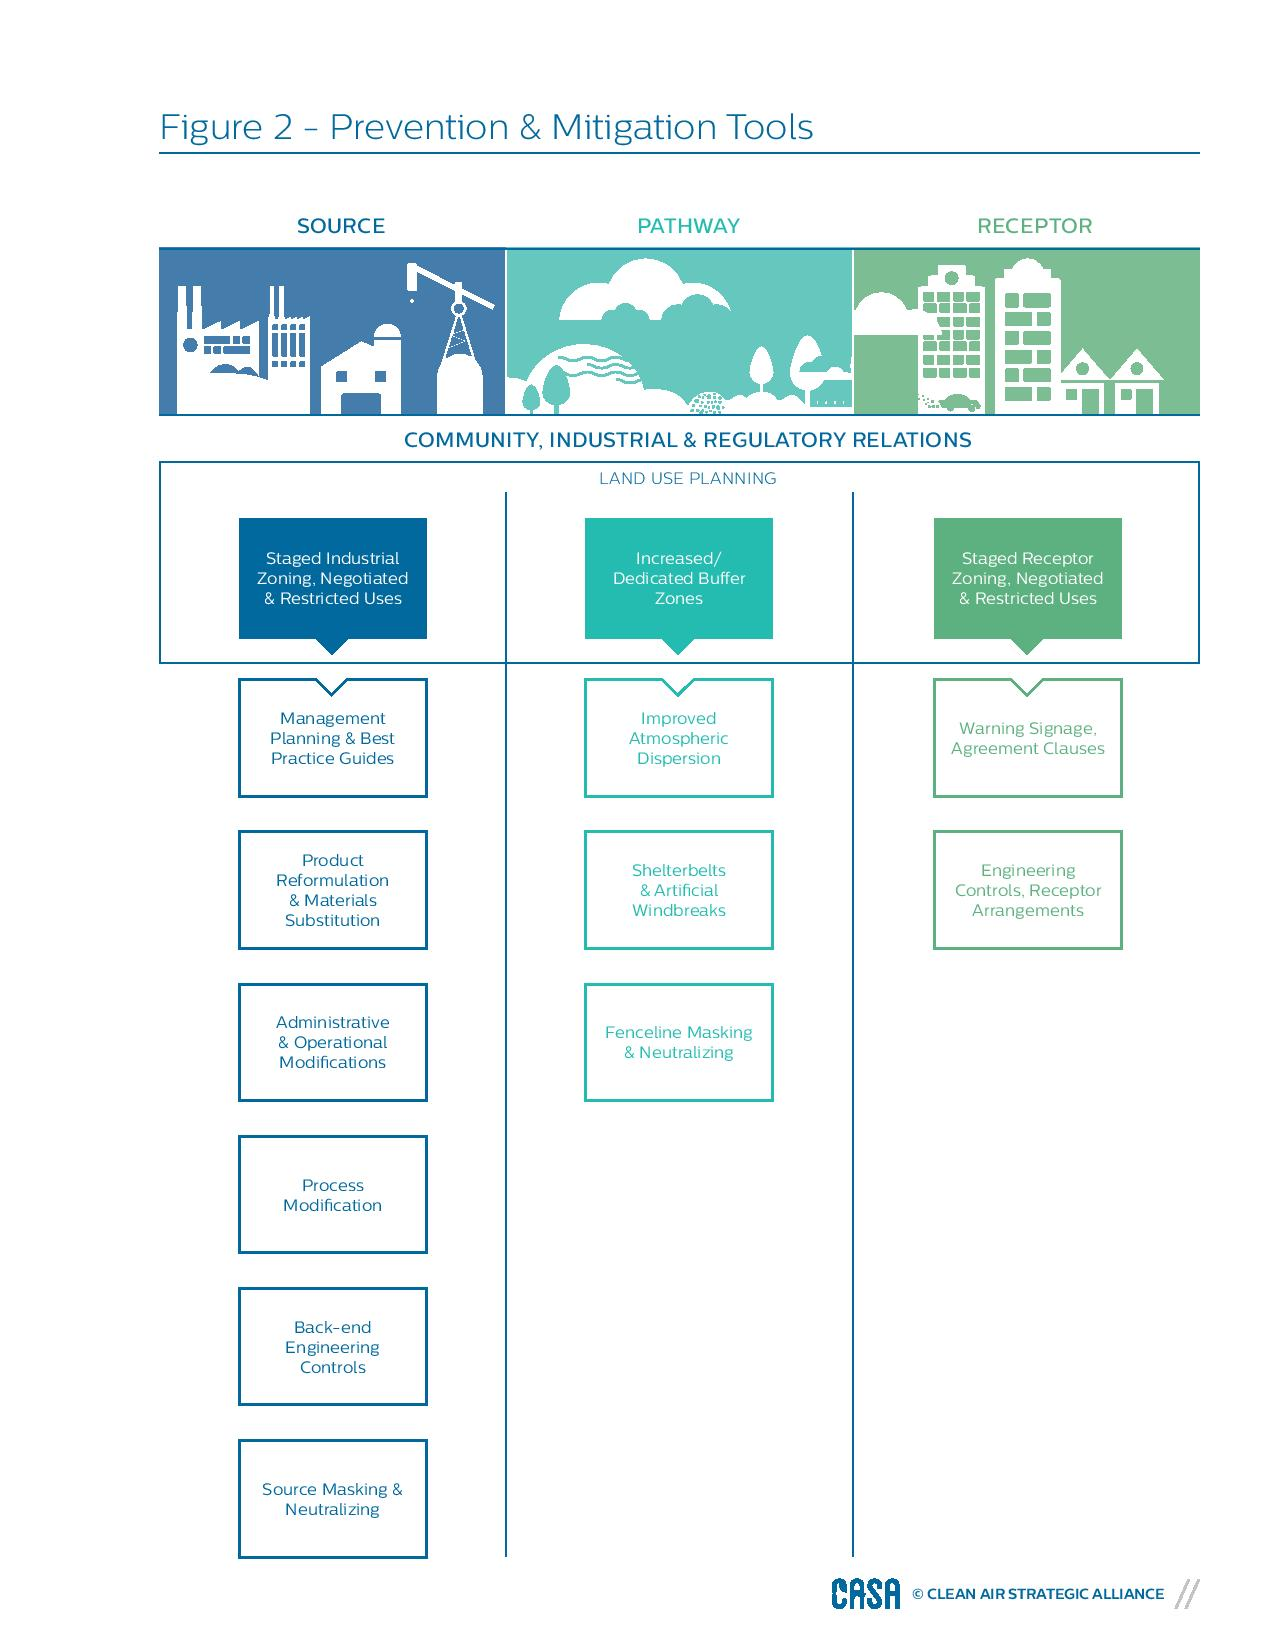 Figure 2 - Prevention & Mitigation Tools
SOURCE
PATHWAY
RECEPTOR
COMMUNITY, INDUSTRIAL & REGULATORY RELATIONS
LAND USE PLANNING
Staged Industrial
Zoning, Negotiated
& Restricted Uses
Increased/
Dedicated Buffer
Zones
Staged Receptor
Zoning, Negotiated
& Restricted Uses
Management
Planning & Best
Practice Guides
Improved
Atmospheric
Dispersion
Warning Signage,
Agreement Clauses
Product
Reformulation
& Materials
Substitution
Shelterbelts
& Artificial
Windbreaks
Engineering
Controls, Receptor
Arrangements
Administrative
& Operational
Modifications
Fenceline Masking
& Neutralizing
Process
Modification
Back-end
Engineering
Controls
Source Masking &
Neutralizing
CASA © CLEAN AIR STRATEGIC ALLIANCE //